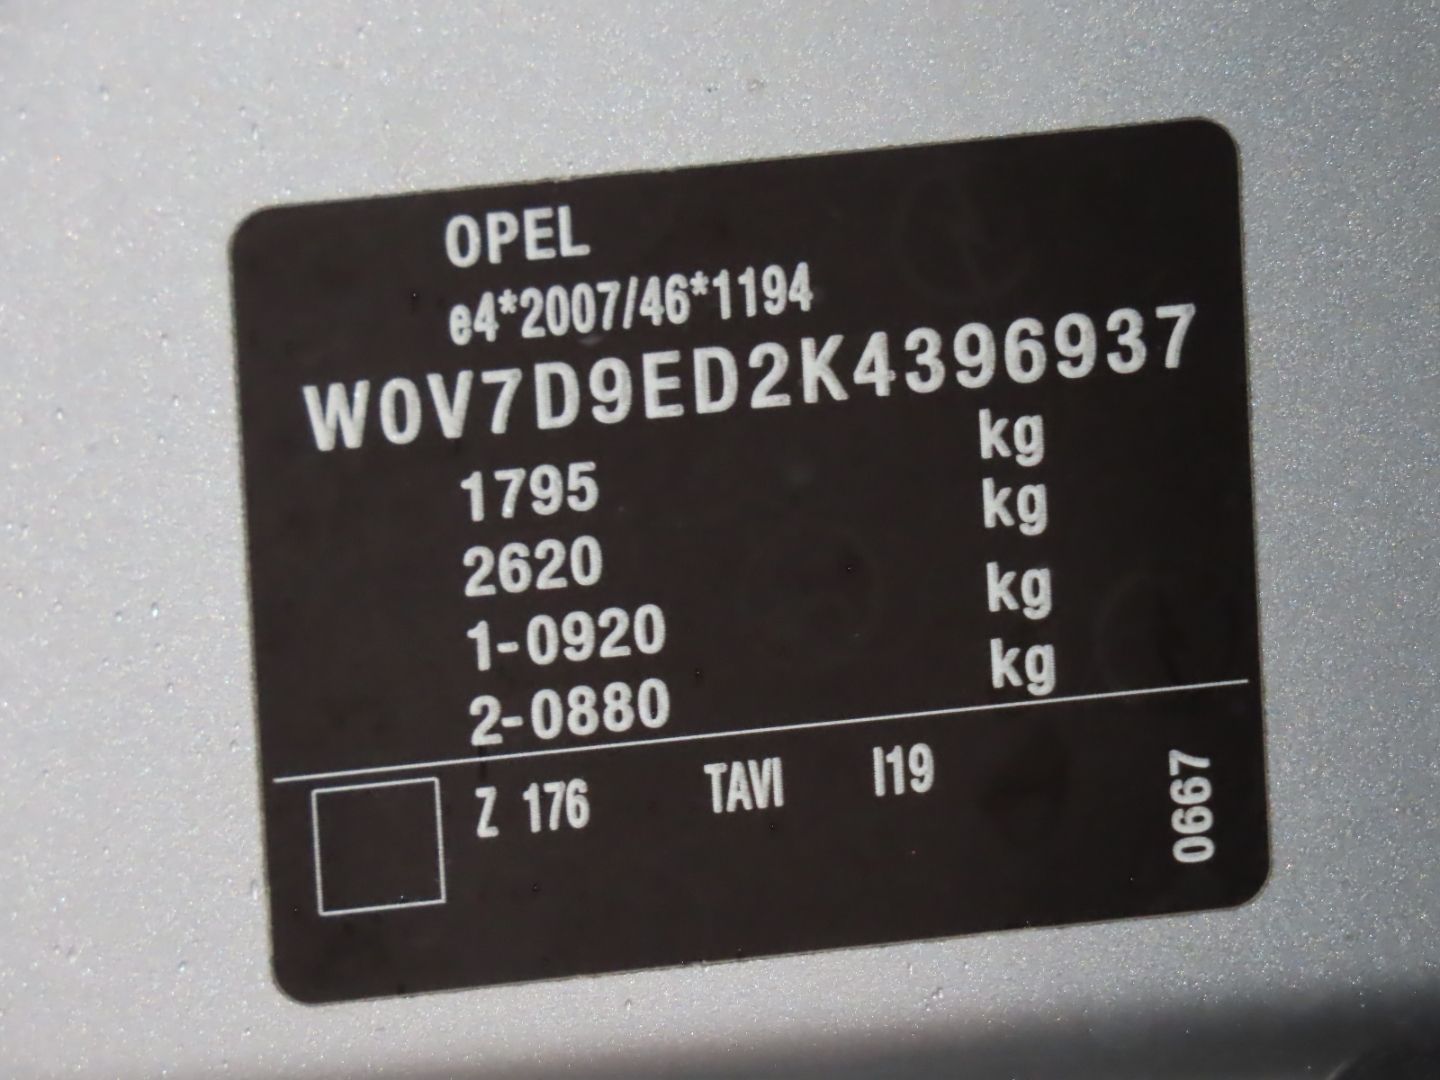 OPEL
e4*2007/46*1194
W0V7D9ED2K4396937
kg
1795 kg
2620 kg
1-0920 kg
2-0880
Z 176 TAVI I19
0667